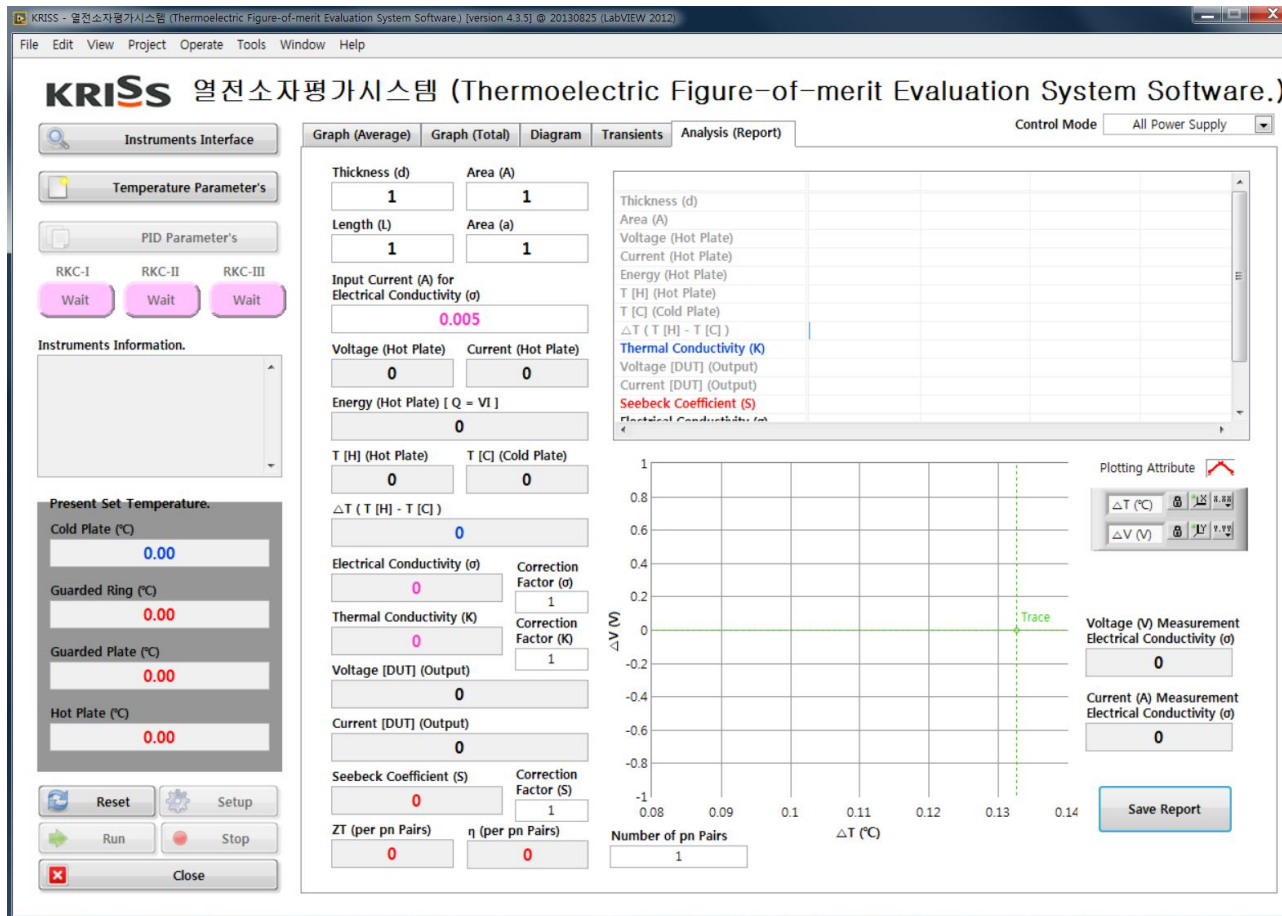 KRISS - 열전소자평가시스템 (Thermoelectric Figure-of-merit Evaluation System Software.) [version 4.3.5] @ 20130825 (LabVIEW 2012)
File Edit View Project Operate Tools Window Help
KRISS 열전소자평가시스템 (Thermoelectric Figure-of-merit Evaluation System Software.)
Control Mode All Power Supply
Instruments Interface
Temperature Parameter's
PID Parameter's
RKC-I RKC-II RKC-III
Wait Wait Wait
Instruments Information.
Present Set Temperature.
Cold Plate (℃)
0.00
Guarded Ring (℃)
0.00
Guarded Plate (℃)
0.00
Hot Plate (℃)
0.00
Reset Setup
Run Stop
Close
Graph (Average) Graph (Total) Diagram Transients Analysis (Report)
Thickness (d) Area (A)
1 1
Length (L) Area (a)
1 1
Input Current (A) for
Electrical Conductivity (σ)
0.005
Voltage (Hot Plate) Current (Hot Plate)
0 0
Energy (Hot Plate) [ Q = VI ]
0
T [H] (Hot Plate) T [C] (Cold Plate)
0 0
△T ( T [H] - T [C] )
0
Electrical Conductivity (σ) Correction
Factor (σ)
0
1
Thermal Conductivity (K) Correction
Factor (K)
0
1
Voltage [DUT] (Output)
0
Current [DUT] (Output)
0
Seebeck Coefficient (S) Correction
Factor (S)
0
1
ZT (per pn Pairs) η (per pn Pairs)
0 0
Thickness (d)
Area (A)
Voltage (Hot Plate)
Current (Hot Plate)
Energy (Hot Plate)
T [H] (Hot Plate)
T [C] (Cold Plate)
△T ( T [H] - T [C] )
Thermal Conductivity (K)
Voltage [DUT] (Output)
Current [DUT] (Output)
Seebeck Coefficient (S)
Electrical Conductivity (σ)
1
0.8
0.6
0.4
0.2
0
-0.2
-0.4
-0.6
-0.8
-1
△V (V)
Trace
0.08 0.09 0.1 0.11 0.12 0.13 0.14
△T (℃)
Number of pn Pairs
1
Plotting Attribute
△T (℃)
△V (V)
Voltage (V) Measurement
Electrical Conductivity (σ)
0
Current (A) Measurement
Electrical Conductivity (σ)
0
Save Report